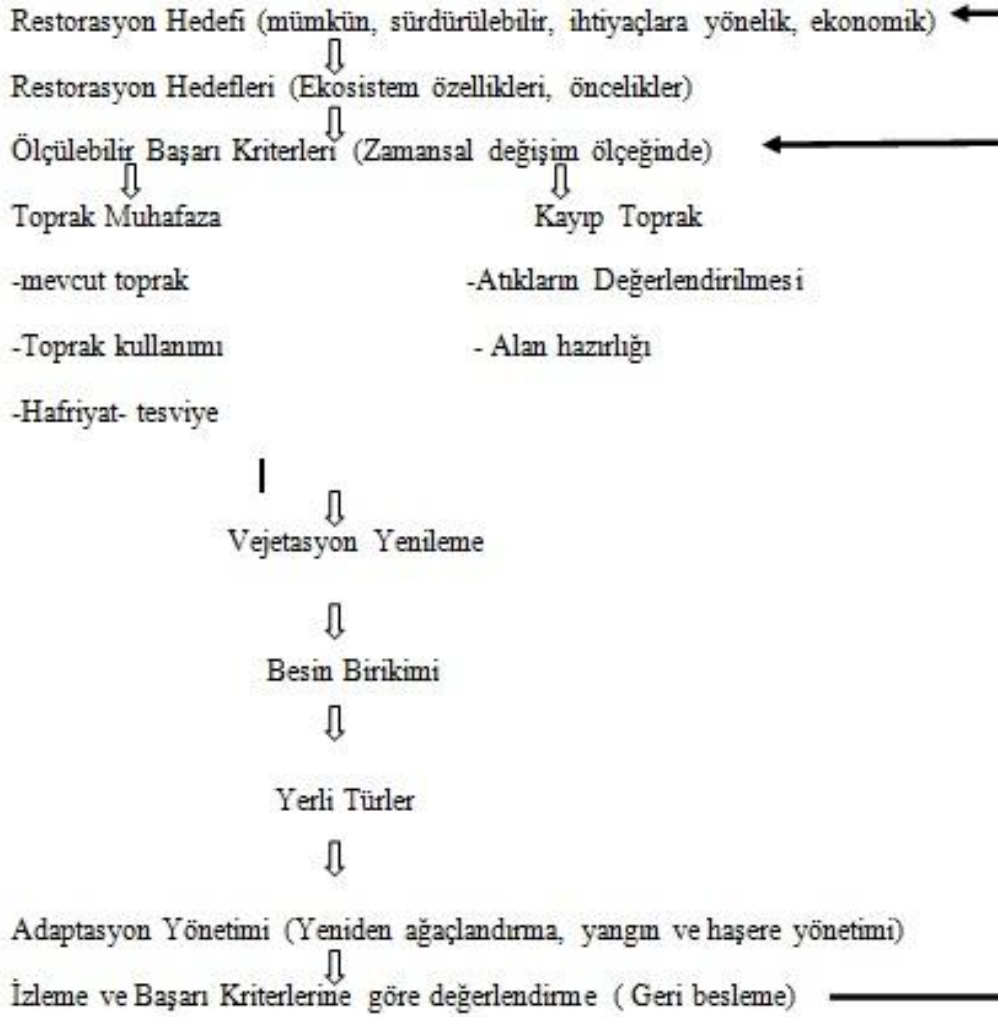 Restorasyon Hedefi (mümkün, sürdürülebilir, ihtiyaçlara yönelik, ekonomik)
Restorasyon Hedefleri (Ekosistem özellikleri, öncelikler)
Ölçülebilir Başarı Kriterleri (Zamansal değişim ölçeğinde)
Toprak Muhafaza Kayıp Toprak
-mevcut toprak -Atıkların Değerlendirilmesi
-Toprak kullanımı - Alan hazırlığı
-Hafriyat- tesviye
Vejetasyon Yenileme
Besin Birikimi
Yerli Türler
Adaptasyon Yönetimi (Yeniden ağaçlandırma, yangın ve haşere yönetimi)
İzleme ve Başarı Kriterlerine göre değerlendirme ( Geri besleme)